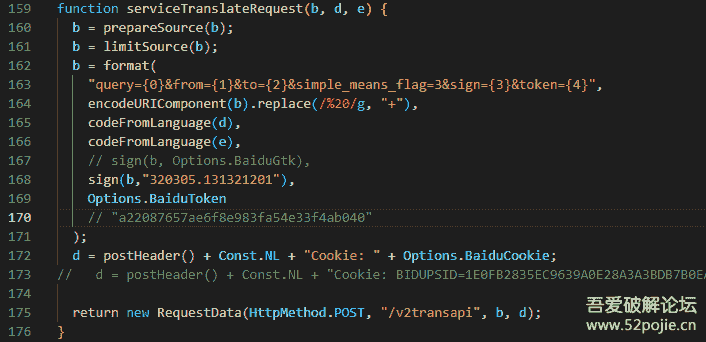 159 function serviceTranslateRequest(b, d, e) {
160 b = prepareSource(b);
161 b = limitSource(b);
162 b = format(
163 "query={0}&from={1}&to={2}&simple_means_flag=3&sign={3}&token={4}",
164 encodeURIComponent(b).replace(/%20/g, "+"),
165 codeFromLanguage(d),
166 codeFromLanguage(e),
167 // sign(b, Options.BaiduGtk),
168 sign(b,"320305.131321201"),
169 Options.BaiduToken
170 // "a22087657ae6f8e983fa54e33f4ab040"
171 );
172 d = postHeader() + Const.NL + "Cookie: " + Options.BaiduCookie;
173 // d = postHeader() + Const.NL + "Cookie: BIDUPSID=1E0FB2835EC9639A0E28A3A3BDB7B0EA
174
175 return new RequestData(HttpMethod.POST, "/v2transapi", b, d);
176 }
吾爱破解论坛
www.52pojie.cn